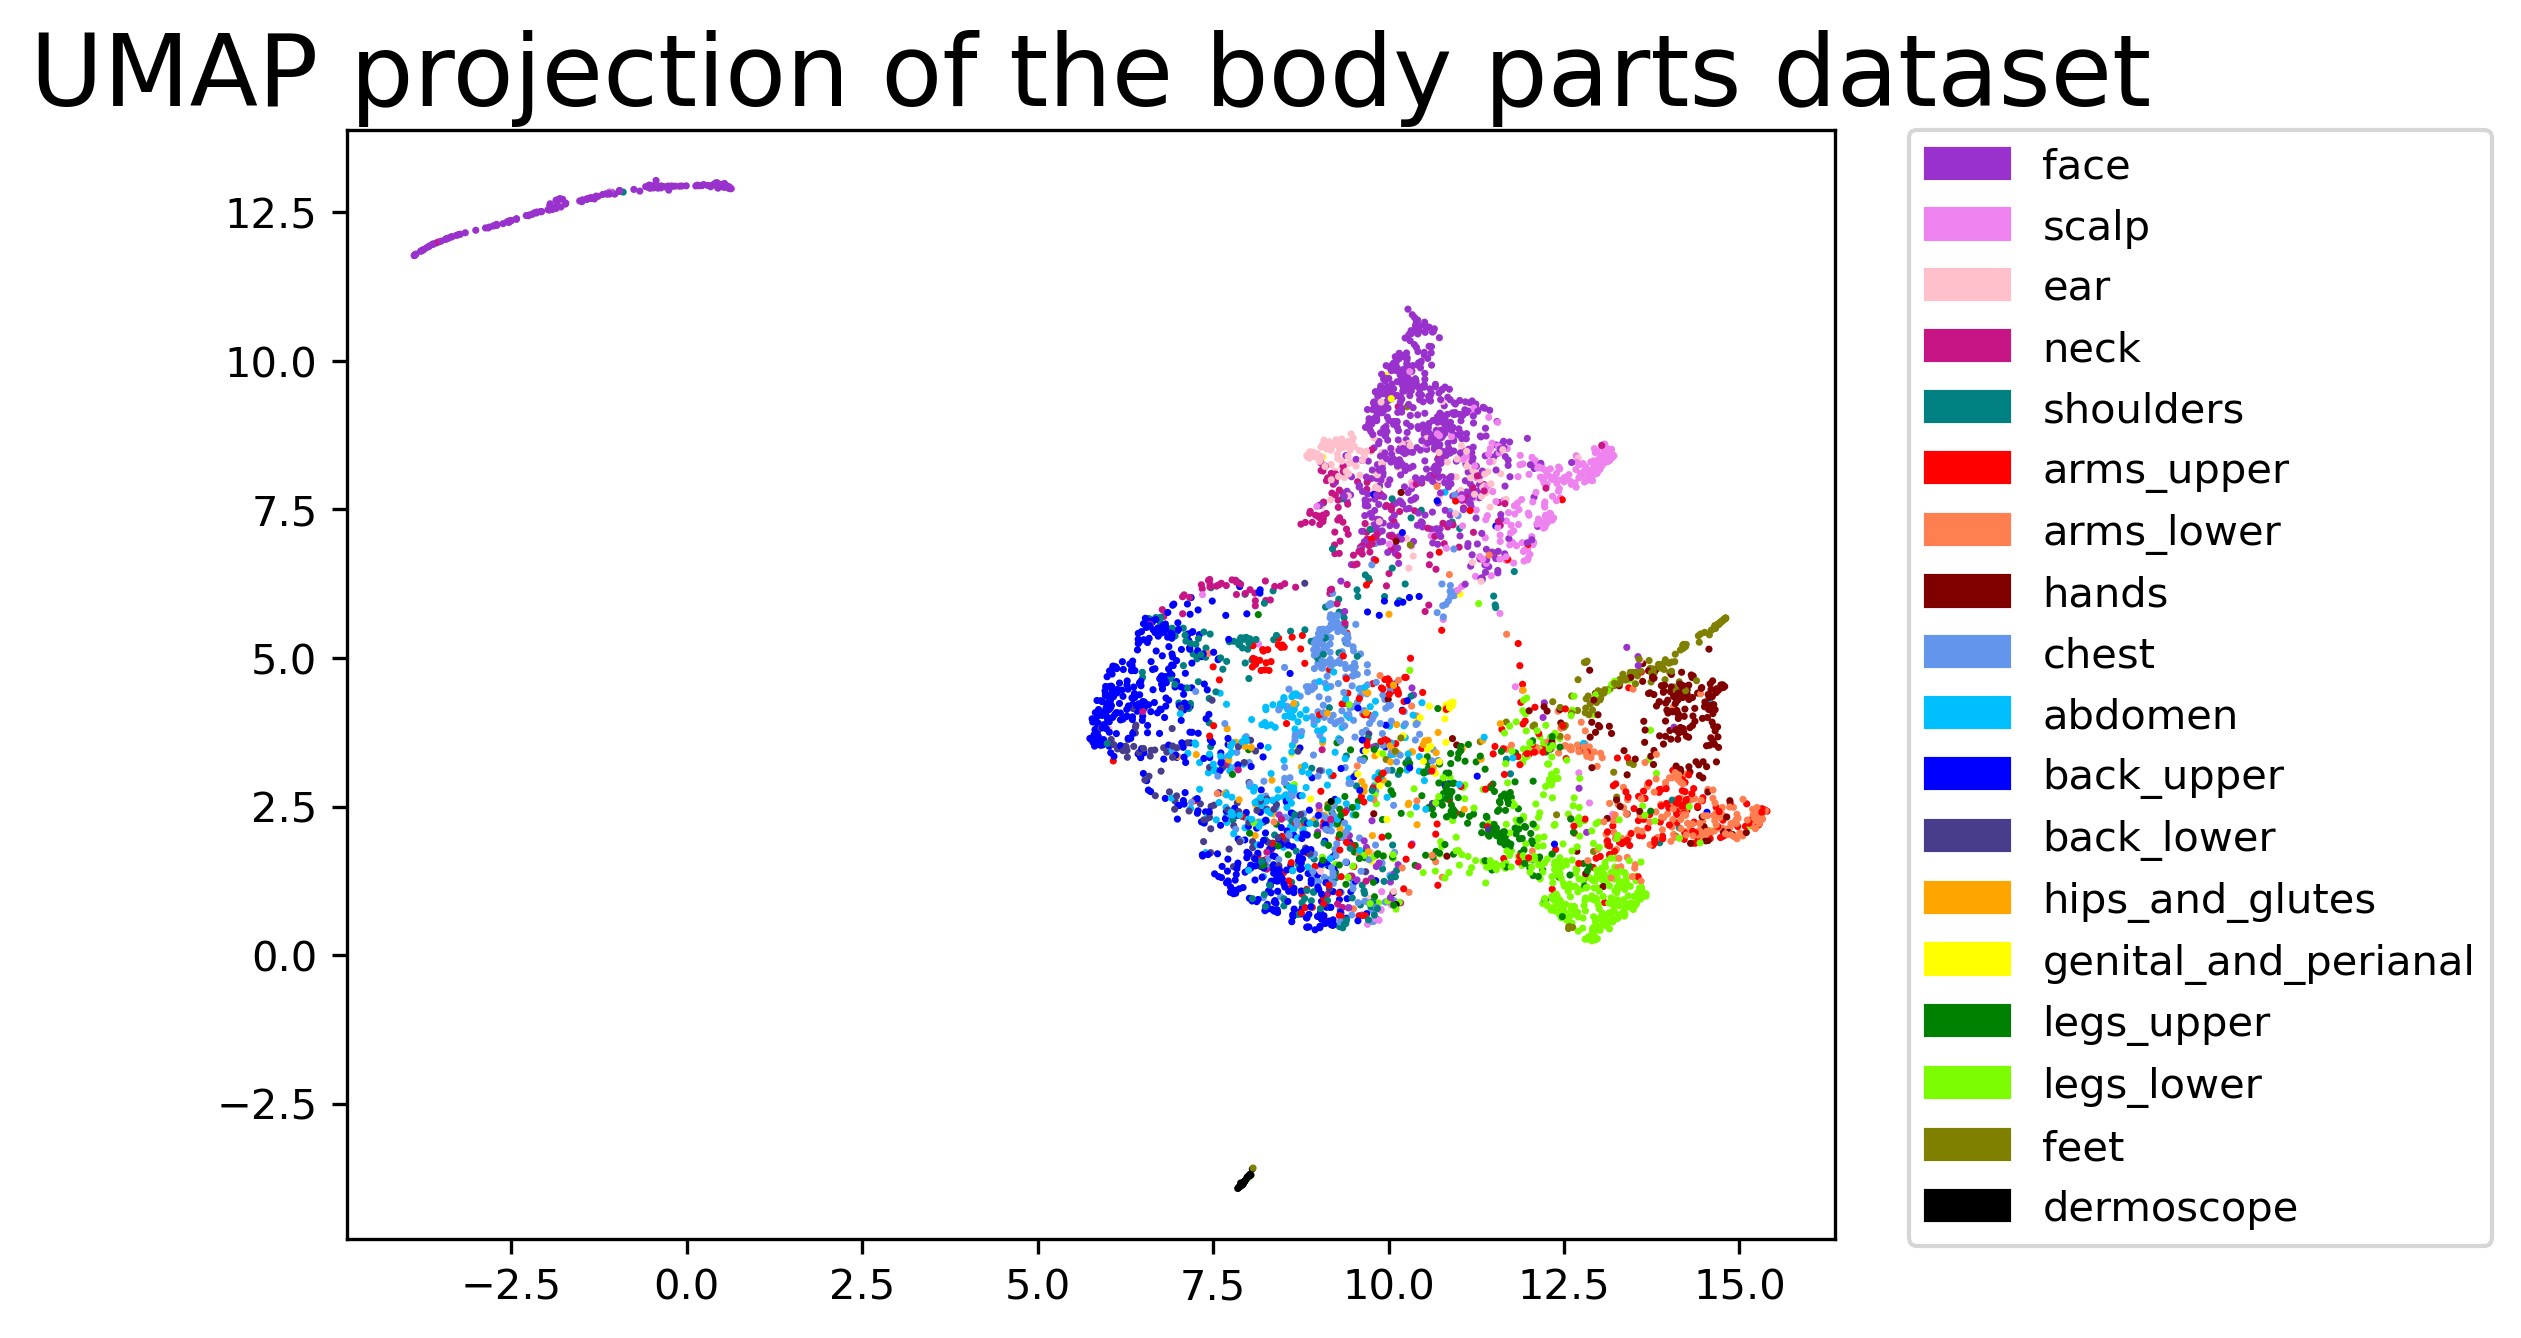 UMAP projection of the body parts dataset
12.5
10.0
7.5
5.0
2.5
0.0
−2.5
−2.5
0.0
2.5
5.0
7.5
10.0
12.5
15.0
face
scalp
ear
neck
shoulders
arms_upper
arms_lower
hands
chest
abdomen
back_upper
back_lower
hips_and_glutes
genital_and_perianal
legs_upper
legs_lower
feet
dermoscope